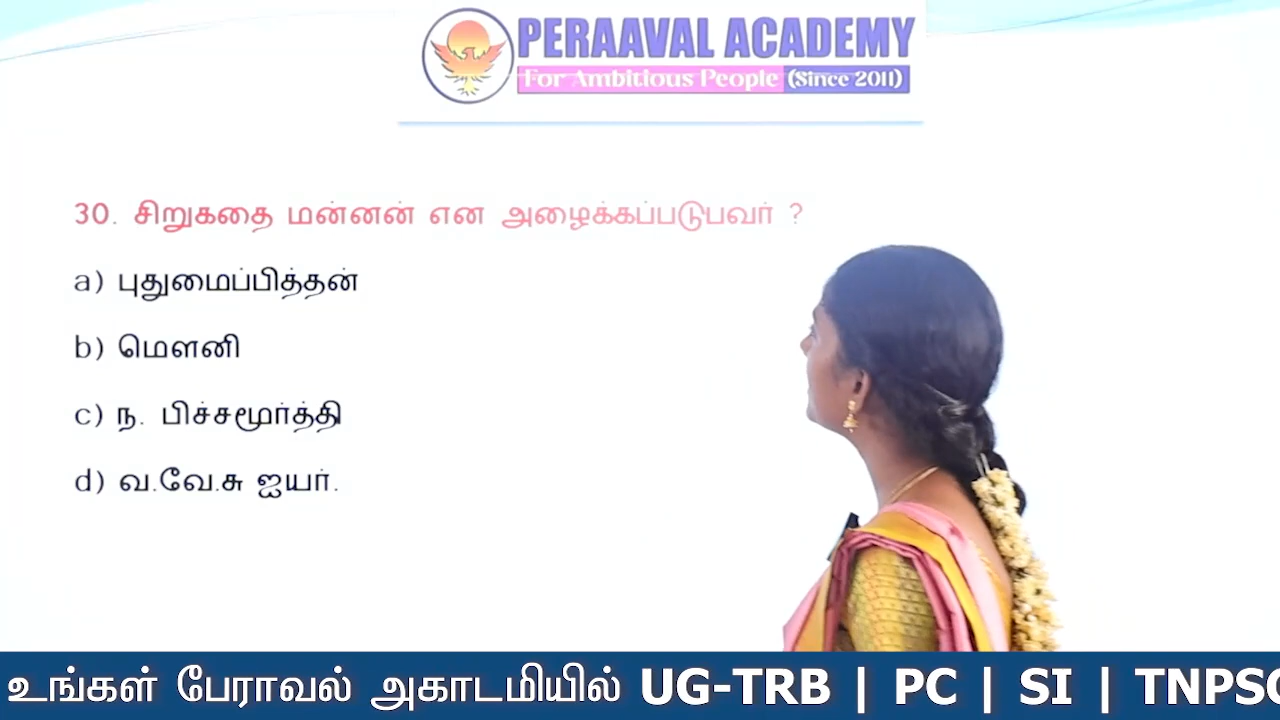 PERAAVAL ACADEMY
For Ambitious People (Since 2011)
30. சிறுகதை மன்னன் என அழைக்கப்படுபவர் ?
a) புதுமைப்பித்தன்
b) மௌனி
c) ந. பிச்சமூர்த்தி
d) வ.வே.சு ஐயர்.
உங்கள் பேராவல் அகாடமியில் UG-TRB | PC | SI | TNPSC